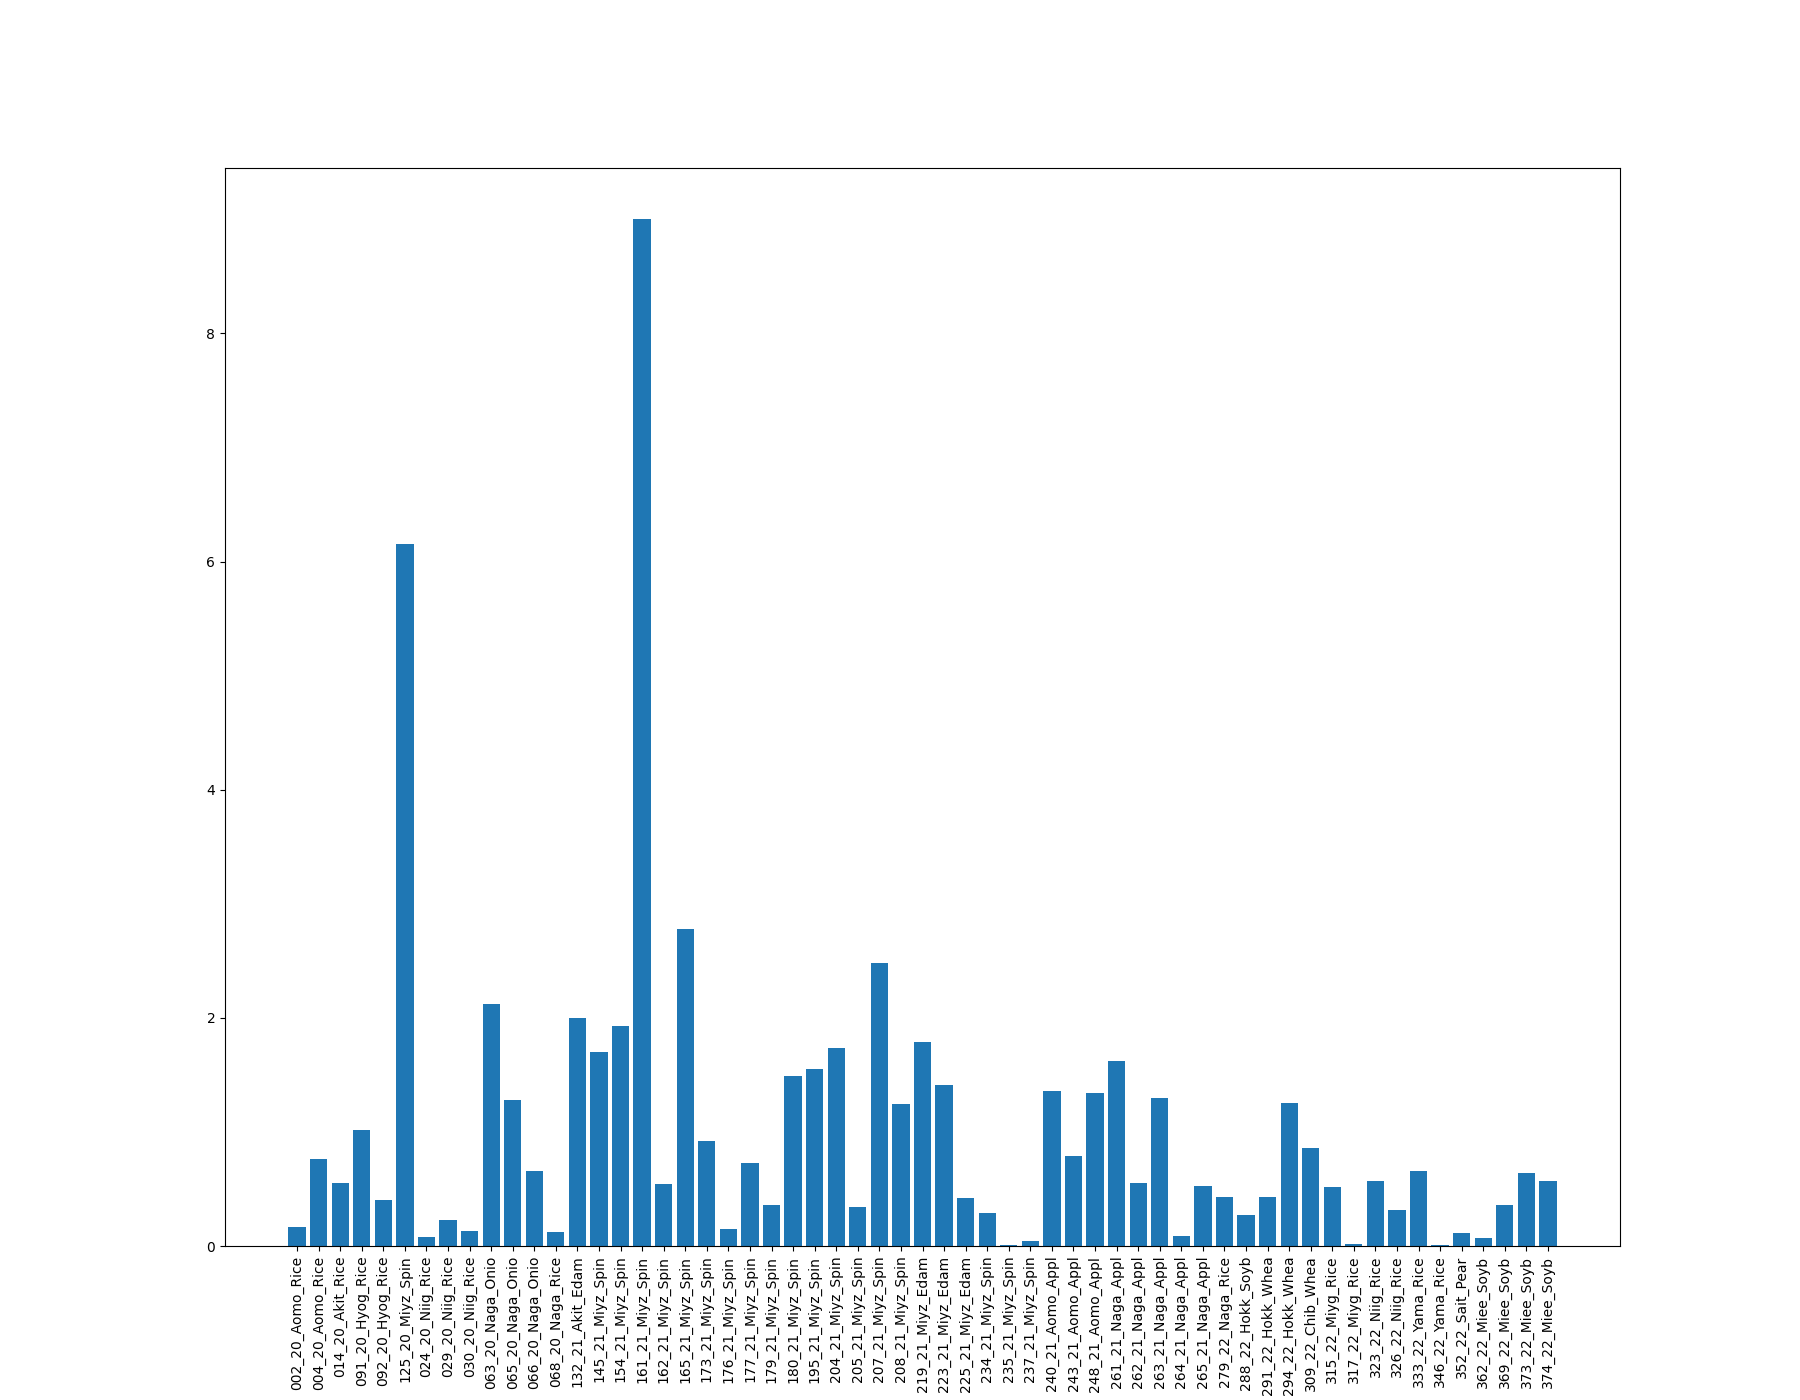 8
6
4
2
0
002_20_Aomo_Rice
004_20_Aomo_Rice
014_20_Akit_Rice
091_20_Hyog_Rice
092_20_Hyog_Rice
125_20_Miyz_Spin
024_20_Niig_Rice
029_20_Niig_Rice
030_20_Niig_Rice
063_20_Naga_Onio
065_20_Naga_Onio
066_20_Naga_Onio
068_20_Naga_Rice
132_21_Akit_Edam
145_21_Miyz_Spin
154_21_Miyz_Spin
161_21_Miyz_Spin
162_21_Miyz_Spin
165_21_Miyz_Spin
173_21_Miyz_Spin
176_21_Miyz_Spin
177_21_Miyz_Spin
179_21_Miyz_Spin
180_21_Miyz_Spin
195_21_Miyz_Spin
204_21_Miyz_Spin
205_21_Miyz_Spin
207_21_Miyz_Spin
208_21_Miyz_Spin
219_21_Miyz_Edam
223_21_Miyz_Edam
225_21_Miyz_Edam
234_21_Miyz_Spin
235_21_Miyz_Spin
237_21_Miyz_Spin
240_21_Aomo_Appl
243_21_Aomo_Appl
248_21_Aomo_Appl
261_21_Naga_Appl
262_21_Naga_Appl
263_21_Naga_Appl
264_21_Naga_Appl
265_21_Naga_Appl
279_22_Naga_Rice
288_22_Hokk_Soyb
291_22_Hokk_Whea
294_22_Hokk_Whea
309_22_Chib_Whea
315_22_Miyg_Rice
317_22_Miyg_Rice
323_22_Niig_Rice
326_22_Niig_Rice
333_22_Yama_Rice
346_22_Yama_Rice
352_22_Sait_Pear
362_22_Miee_Soyb
369_22_Miee_Soyb
373_22_Miee_Soyb
374_22_Miee_Soyb